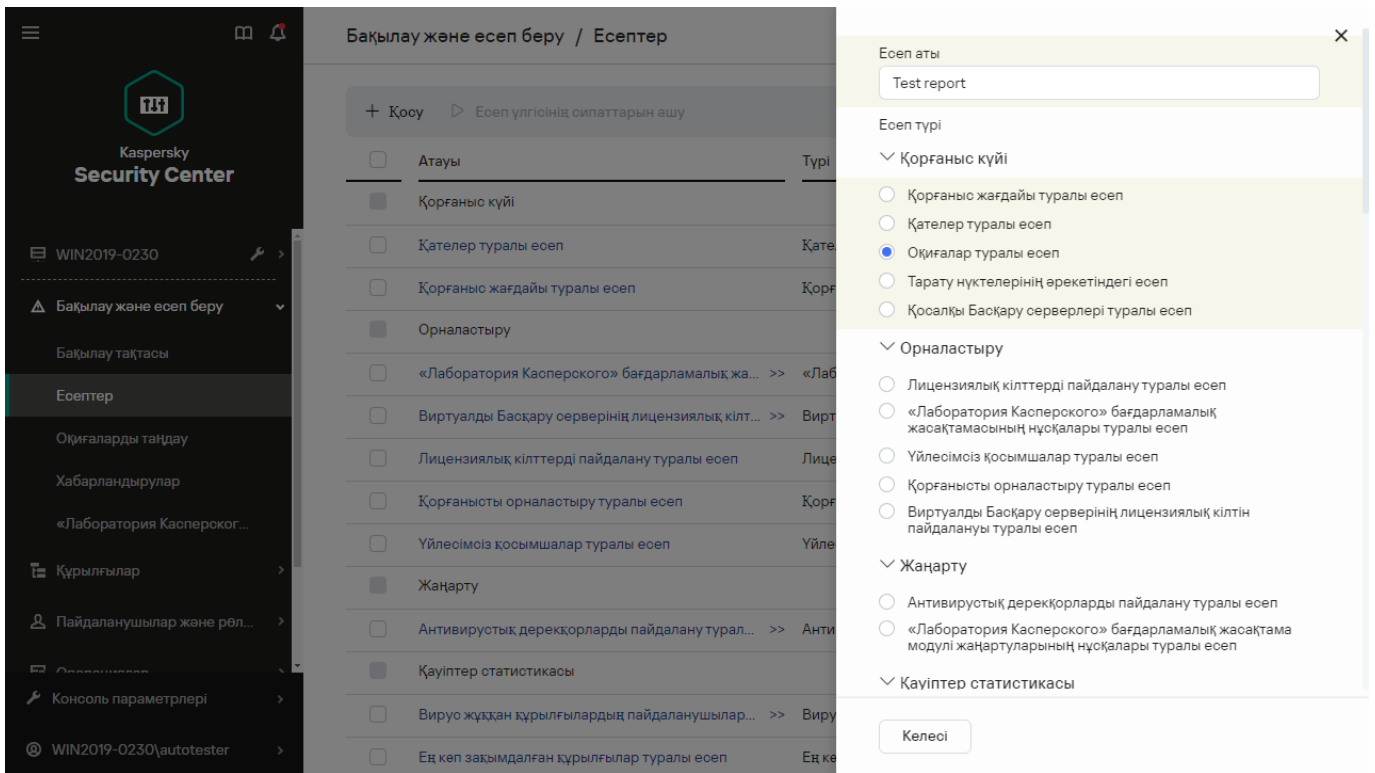 Kaspersky
Security Center
WIN2019-0230
Бақылау және есеп беру
Бақылау тақтасы
Есептер
Оқиғаларды таңдау
Хабарландырулар
«Лаборатория Касперског...
Құрылғылар
Пайдаланушылар және рөл...
Консоль параметрлері
WIN2019-0230\autotester
Бақылау және есеп беру / Есептер
+ Қосу
Есеп үлгісінің сипаттарын ашу
Атауы Түрі
Қорғаныс күйі
Қателер туралы есеп Қате
Қорғаныс жағдайы туралы есеп Қорғ
Орналастыру
«Лаборатория Касперского» бағдарламалық жа... >> «Лаб
Виртуалды Басқару серверінің лицензиялық кілт... >> Вирт
Лицензиялық кілттерді пайдалану туралы есеп Лице
Қорғанысты орналастыру туралы есеп Қорғ
Үйлесімсіз қосымшалар туралы есеп Үйле
Жаңарту
Антивирустық дерекқорларды пайдалану турал... >> Анти
Қауіптер статистикасы
Вирус жұққан құрылғылардың пайдаланушылар... >> Виру
Ең көп зақымдалған құрылғылар туралы есеп Ең кө
Есеп аты
Test report
Есеп түрі
Қорғаныс күйі
Қорғаныс жағдайы туралы есеп
Қателер туралы есеп
Оқиғалар туралы есеп
Тарату нүктелерінің әрекетіндегі есеп
Қосалқы Басқару серверлері туралы есеп
Орналастыру
Лицензиялық кілттерді пайдалану туралы есеп
«Лаборатория Касперского» бағдарламалық
жасақтамасының нұсқалары туралы есеп
Үйлесімсіз қосымшалар туралы есеп
Қорғанысты орналастыру туралы есеп
Виртуалды Басқару серверінің лицензиялық кілтін
пайдалануы туралы есеп
Жаңарту
Антивирустық дерекқорларды пайдалану туралы есеп
«Лаборатория Касперского» бағдарламалық жасақтама
модулі жаңартуларының нұсқалары туралы есеп
Қауіптер статистикасы
Келесі